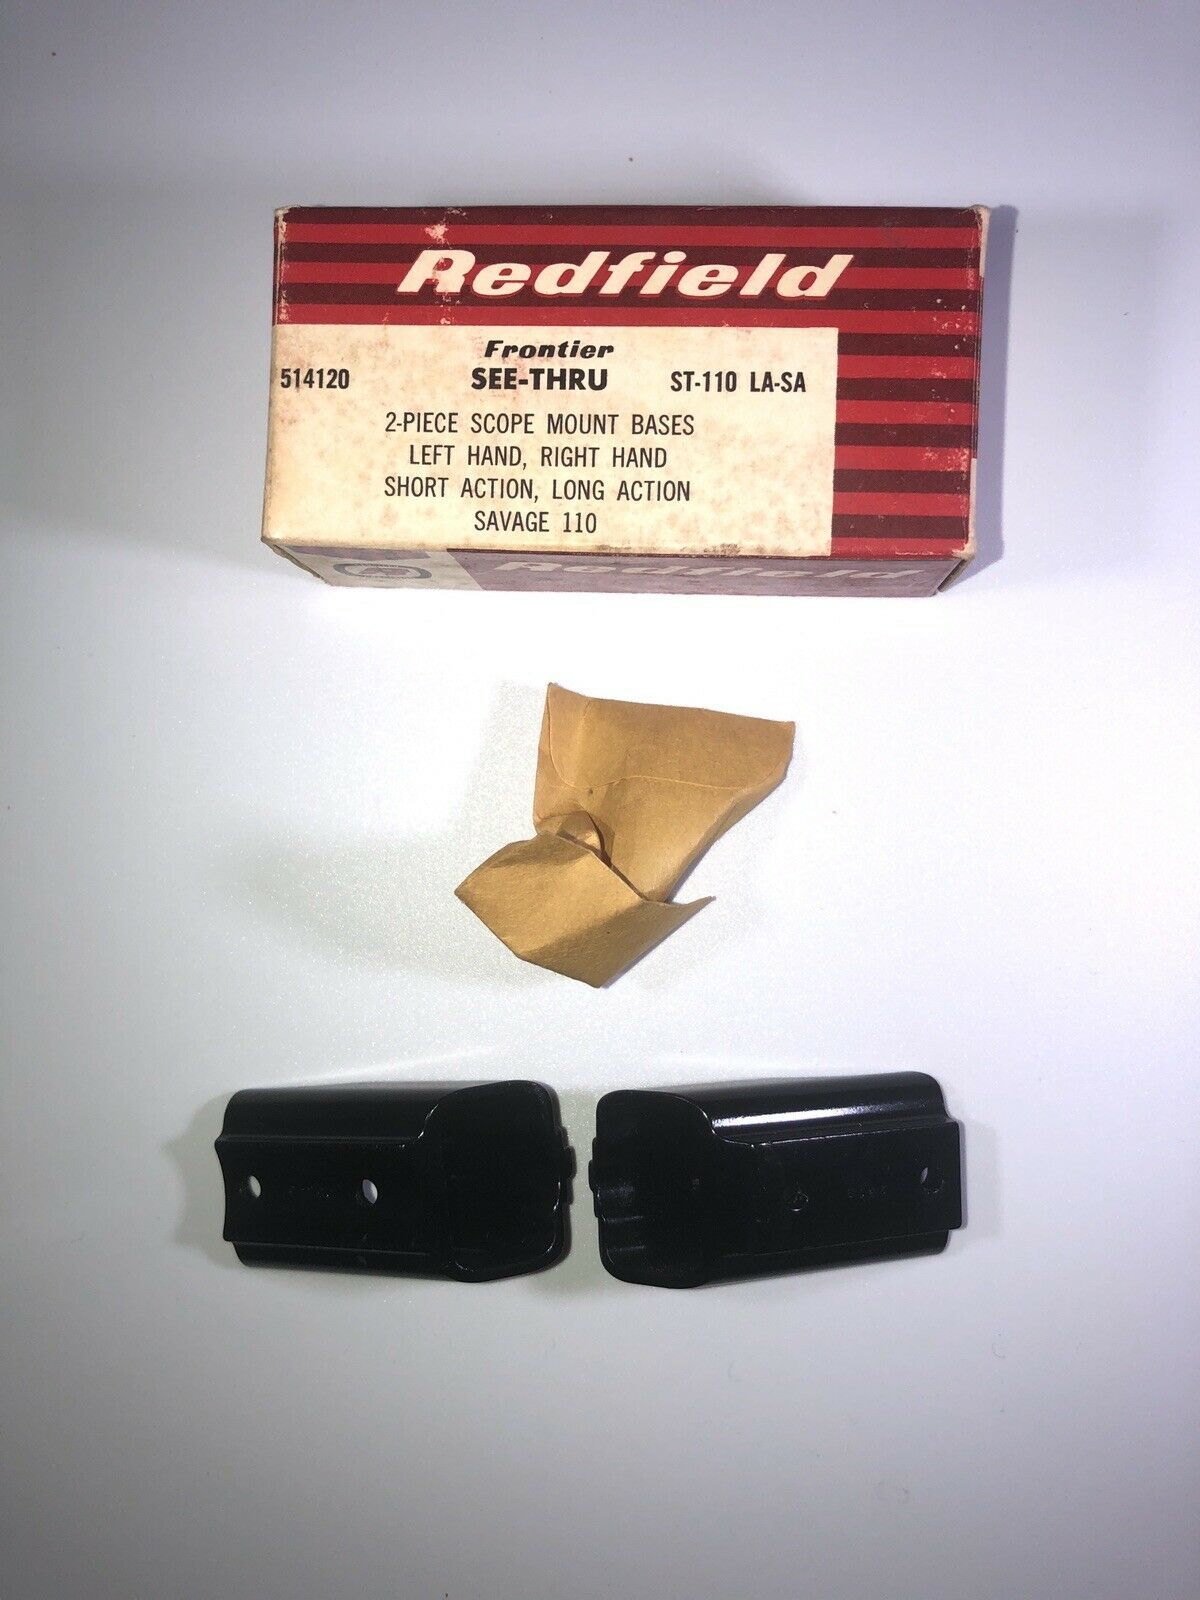 Redfield
Frontier
514120 SEE-THRU ST-110 LA-SA
2-PIECE SCOPE MOUNT BASES
LEFT HAND, RIGHT HAND
SHORT ACTION, LONG ACTION
SAVAGE 110
Redfield